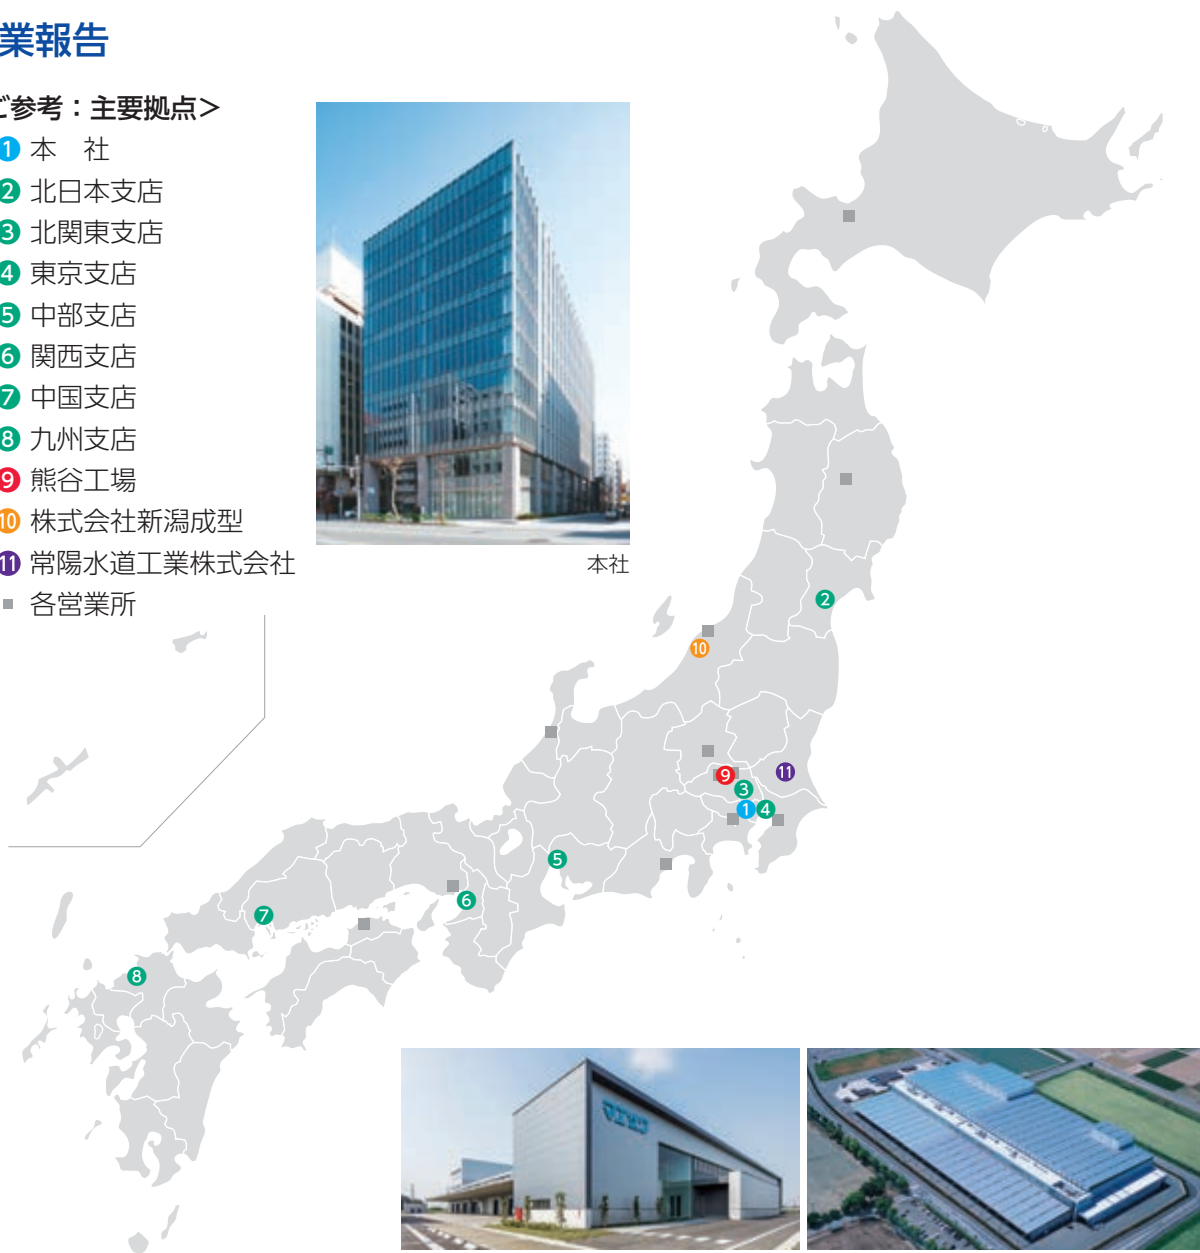 業報告
ご参考：主要拠点＞
1 本　社
2 北日本支店
3 北関東支店
4 東京支店
5 中部支店
6 関西支店
7 中国支店
8 九州支店
9 熊谷工場
10 株式会社新潟成型
11 常陽水道工業株式会社
■ 各営業所
本社
2
10
11
9
3
1 4
5
6
7
8
マエザワ